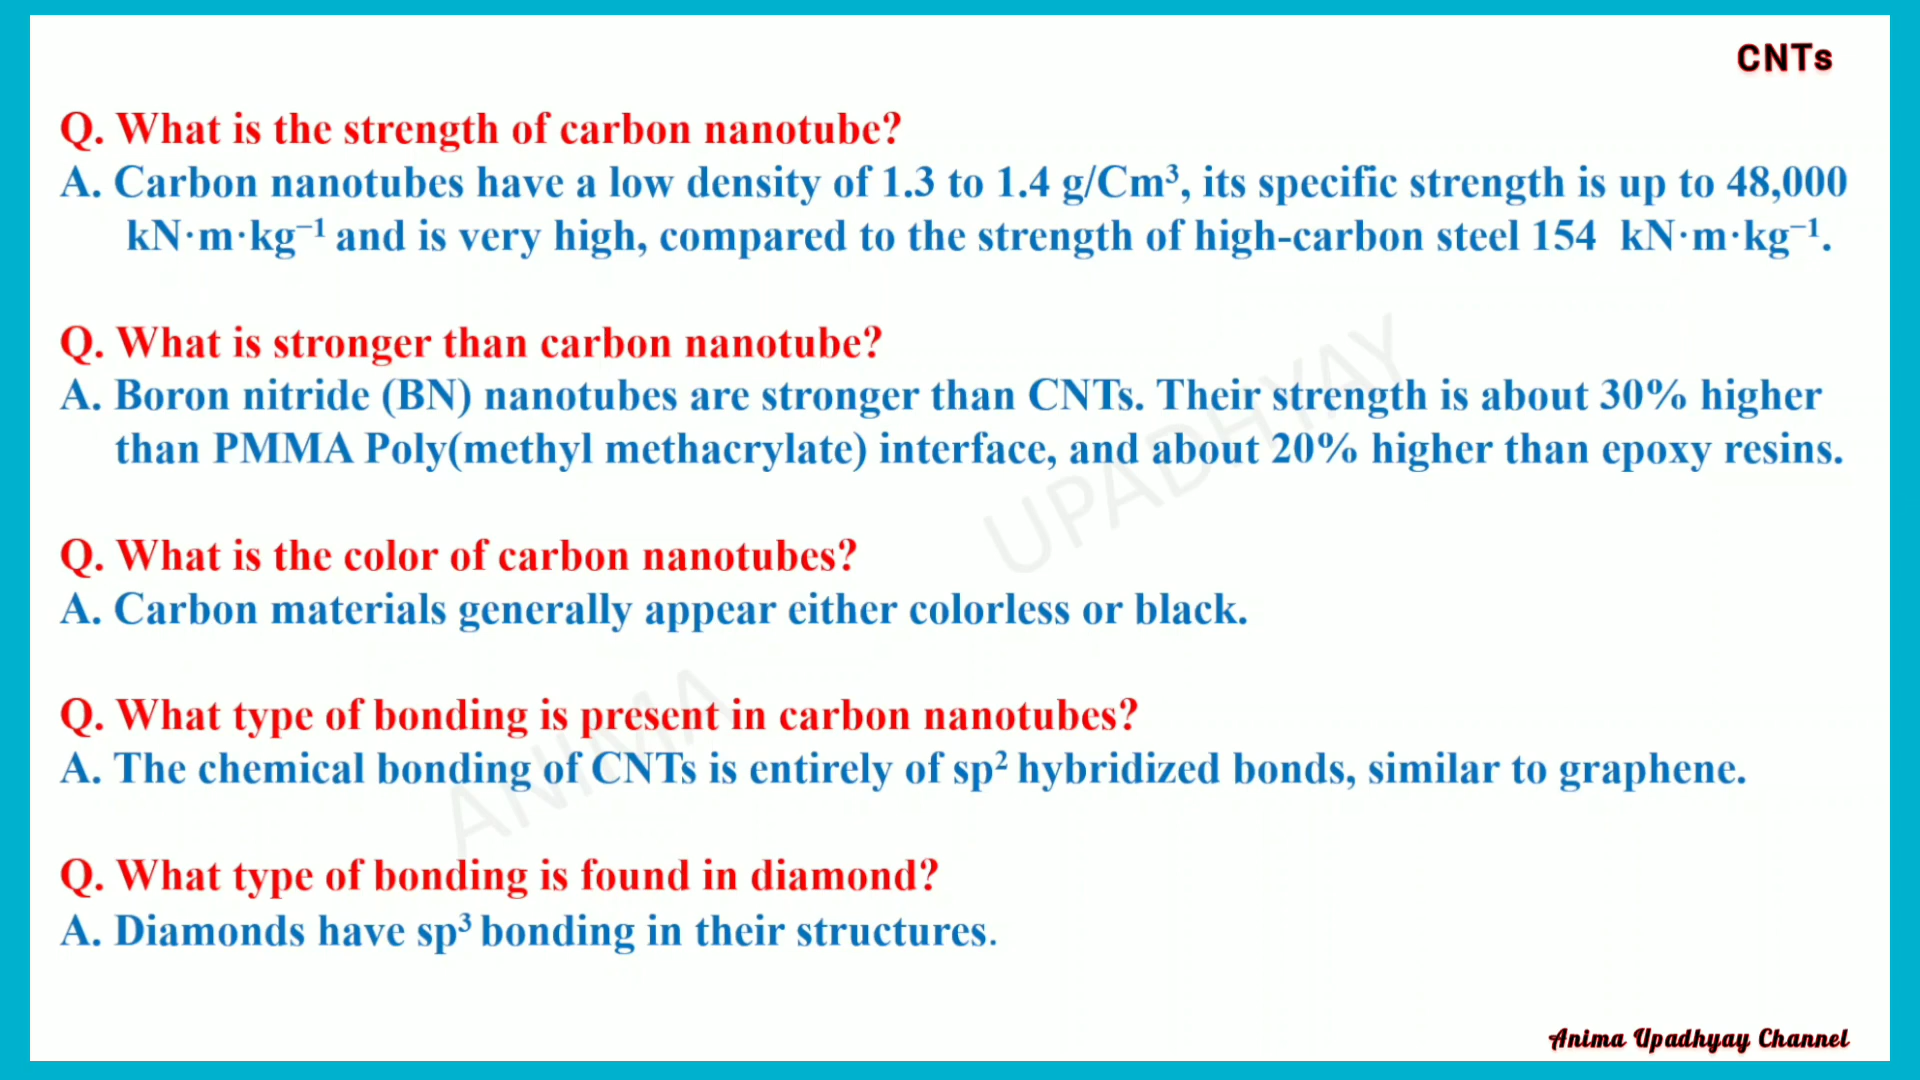 CNTs
Q. What is the strength of carbon nanotube?
A. Carbon nanotubes have a low density of 1.3 to 1.4 g/Cm³, its specific strength is up to 48,000
kN·m·kg⁻¹ and is very high, compared to the strength of high-carbon steel 154 kN·m·kg⁻¹.
Q. What is stronger than carbon nanotube?
A. Boron nitride (BN) nanotubes are stronger than CNTs. Their strength is about 30% higher
than PMMA Poly(methyl methacrylate) interface, and about 20% higher than epoxy resins.
Q. What is the color of carbon nanotubes?
A. Carbon materials generally appear either colorless or black.
Q. What type of bonding is present in carbon nanotubes?
A. The chemical bonding of CNTs is entirely of sp² hybridized bonds, similar to graphene.
Q. What type of bonding is found in diamond?
A. Diamonds have sp³ bonding in their structures.
ANIMA UPADHYAY
Anima Upadhyay Channel